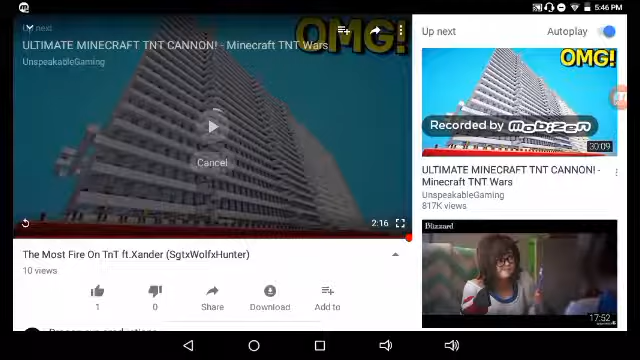 5:46 PM
Up next
ULTIMATE MINECRAFT TNT CANNON! - Minecraft TNT Wars
UnspeakableGaming
OMG!
Cancel
2:16
The Most Fire On TnT ft.Xander (SgtxWolfxHunter)
10 views
1
0
Share
Download
Add to
Up next
Autoplay
OMG!
Recorded by mobizen
30:09
ULTIMATE MINECRAFT TNT CANNON! -
Minecraft TNT Wars
UnspeakableGaming
817K views
Blizzard
17:52